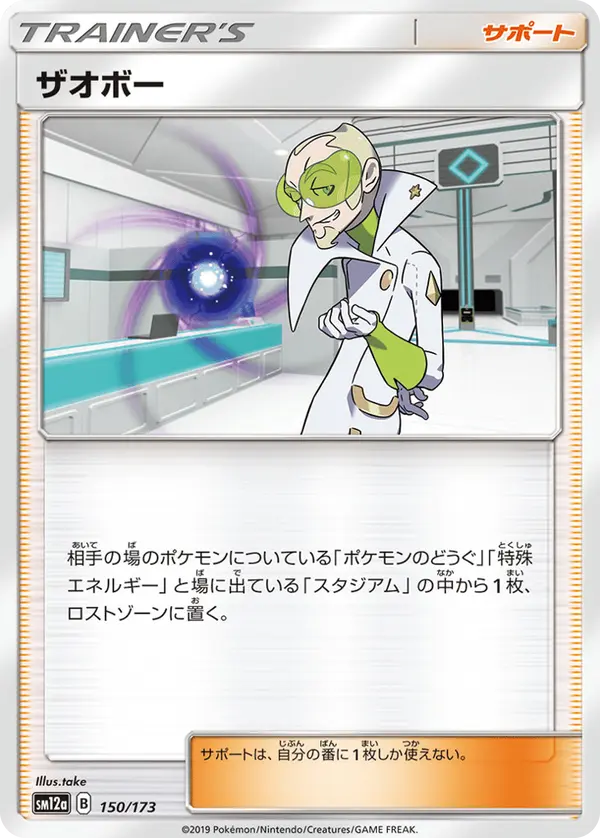 TRAINER'S
サポート
ザオボー
相手の場のポケモンについている「ポケモンのどうぐ」「特殊
エネルギー」と場に出ている「スタジアム」の中から1枚、
ロストゾーンに置く。
サポートは、自分の番に1枚しか使えない。
Illus.take
SM12a B 150/173
©2019 Pokémon/Nintendo/Creatures/GAME FREAK.